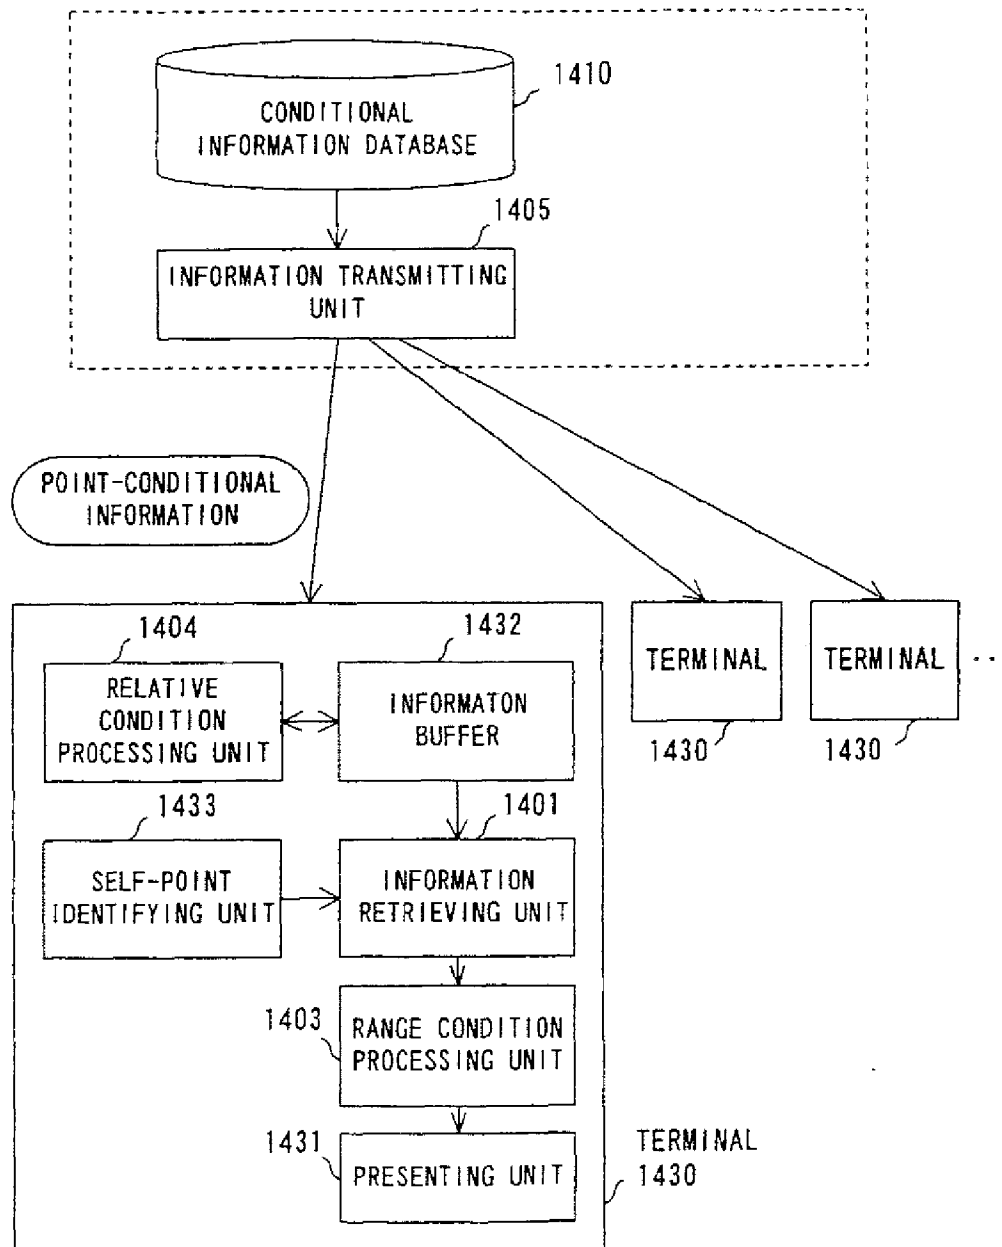 1410
CONDITIONAL
INFORMATION DATABASE
1405
INFORMATION TRANSMITTING
UNIT
POINT-CONDITIONAL
INFORMATION
1404
1432
RELATIVE
CONDITION
PROCESSING UNIT
INFORMATON
BUFFER
TERMINAL
TERMINAL
..
1430
1430
1433
1401
SELF-POINT
IDENTIFYING UNIT
INFORMATION
RETRIEVING UNIT
1403
RANGE CONDITION
PROCESSING UNIT
1431
PRESENTING UNIT
TERMINAL
1430